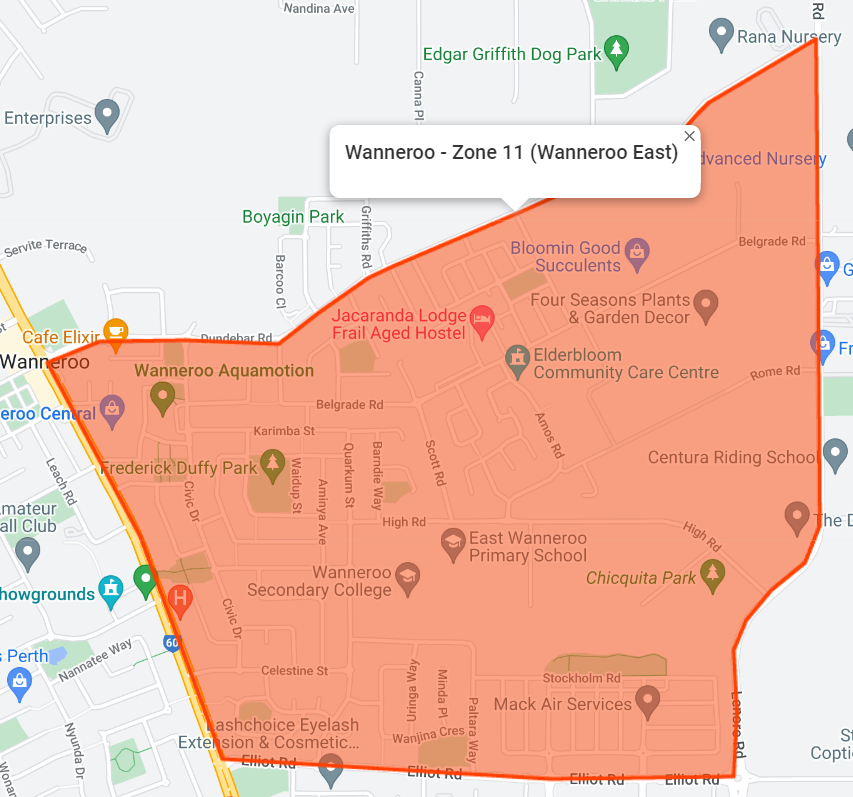 Nandina Ave
Rd
Rana Nursery
Edgar Griffith Dog Park
Canna Pl
Enterprises
Wanneroo - Zone 11 (Wanneroo East)
dvanced Nursery
Boyagin Park
Griffiths Rd
Servite Terrace
Barcoo Cl
Belgrade Rd
Bloomin Good
Succulents
G
Four Seasons Plants
& Garden Decor
Jacaranda Lodge
Frail Aged Hostel
Cafe Elixir
Dundebar Rd
st
Fr
Wanneroo
Elderbloom
Community Care Centre
Wanneroo Aquamotion
Rome Rd
Belgrade Rd
eroo Central
Karimba St
Amos Rd
Scott Rd
Barndie Way
Quarkum St
Waidup St
Aminya Ave
Frederick Duffy Park
Centura Riding School
Leach Rd
Civic Dr
Amateur
all Club
High Rd
High Rd
The D
East Wanneroo
Primary School
Wanneroo
Secondary College
Chicquita Park
howgrounds
H
Civic Dr
60
s Perth
Nannatee Way
Celestine St
Uringa Way
Minda Pl
Paltara Way
Stockholm Rd
Mack Air Services
Lenore Rd
Nyunda Dr
Lashchoice Eyelash
Extension & Cosmetic...
Wanjina Cres
St
Coptic
Elliot Rd
Elliot Rd
Elliot Rd
Elliot Rd
Wonan